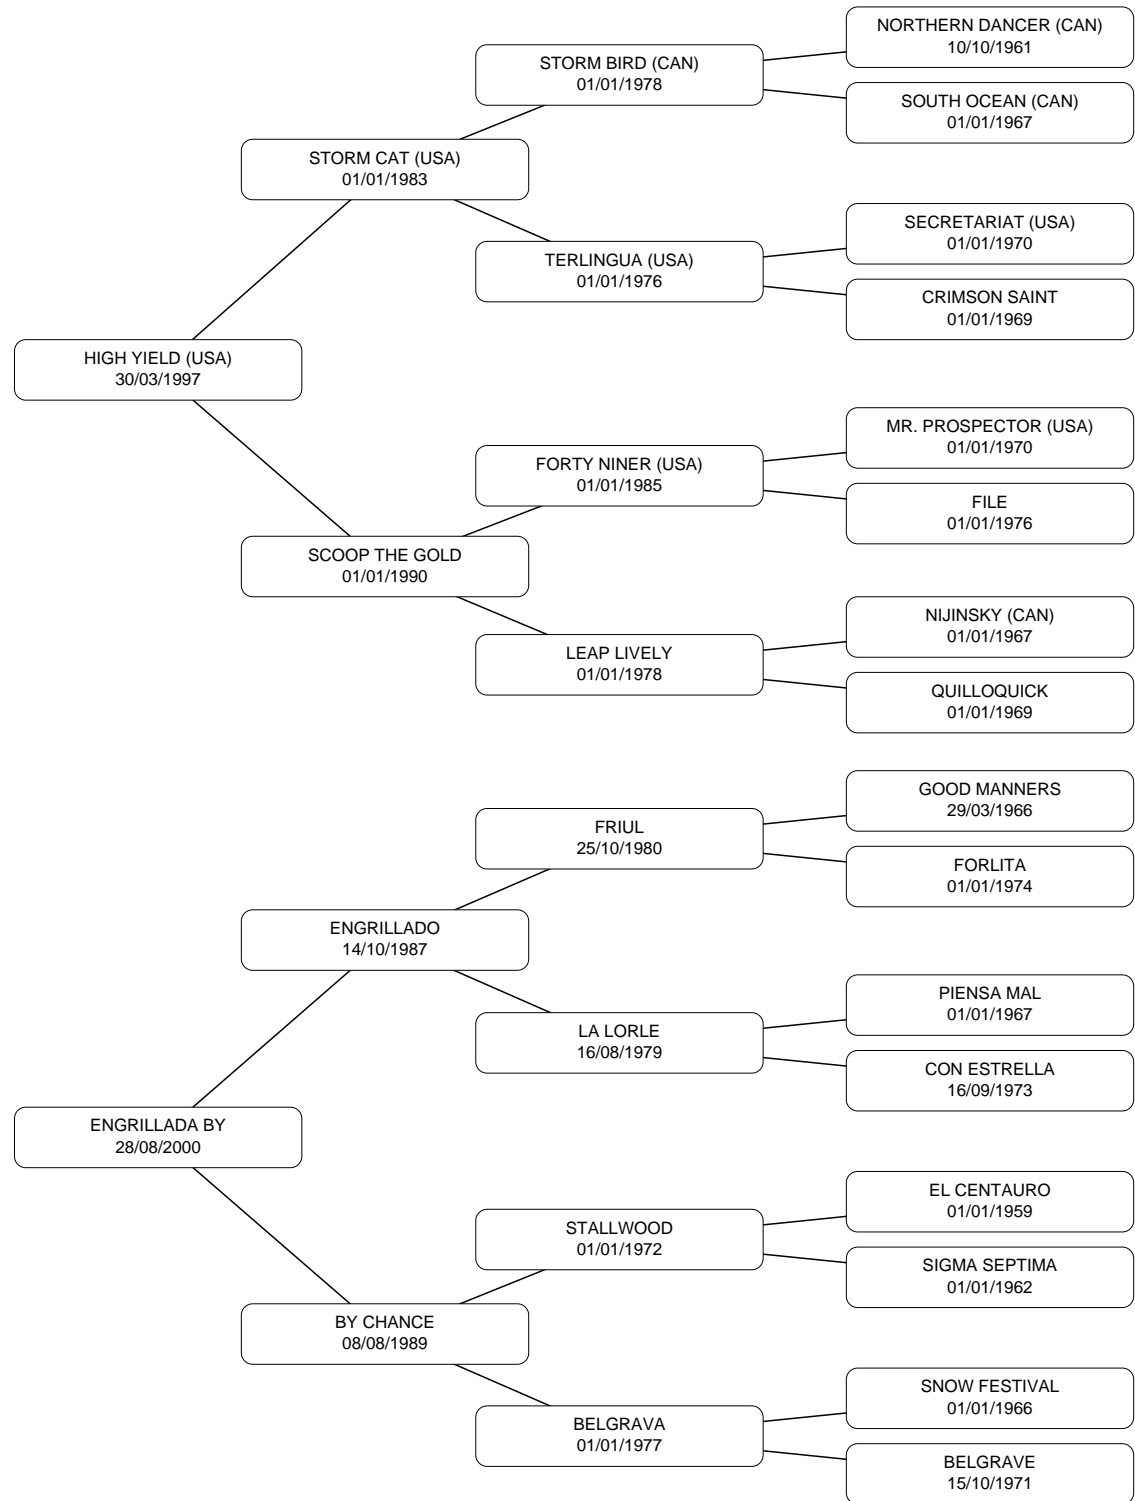 NORTHERN DANCER (CAN)
10/10/1961
STORM BIRD (CAN)
01/01/1978
SOUTH OCEAN (CAN)
01/01/1967
STORM CAT (USA)
01/01/1983
SECRETARIAT (USA)
01/01/1970
TERLINGUA (USA)
01/01/1976
CRIMSON SAINT
01/01/1969
HIGH YIELD (USA)
30/03/1997
MR. PROSPECTOR (USA)
01/01/1970
FORTY NINER (USA)
01/01/1985
FILE
01/01/1976
SCOOP THE GOLD
01/01/1990
NIJINSKY (CAN)
01/01/1967
LEAP LIVELY
01/01/1978
QUILLOQUICK
01/01/1969
GOOD MANNERS
29/03/1966
FRIUL
25/10/1980
FORLITA
01/01/1974
ENGRILLADO
14/10/1987
PIENSA MAL
01/01/1967
LA LORLE
16/08/1979
CON ESTRELLA
16/09/1973
ENGRILLADA BY
28/08/2000
EL CENTAURO
01/01/1959
STALLWOOD
01/01/1972
SIGMA SEPTIMA
01/01/1962
BY CHANCE
08/08/1989
SNOW FESTIVAL
01/01/1966
BELGRAVA
01/01/1977
BELGRAVE
15/10/1971